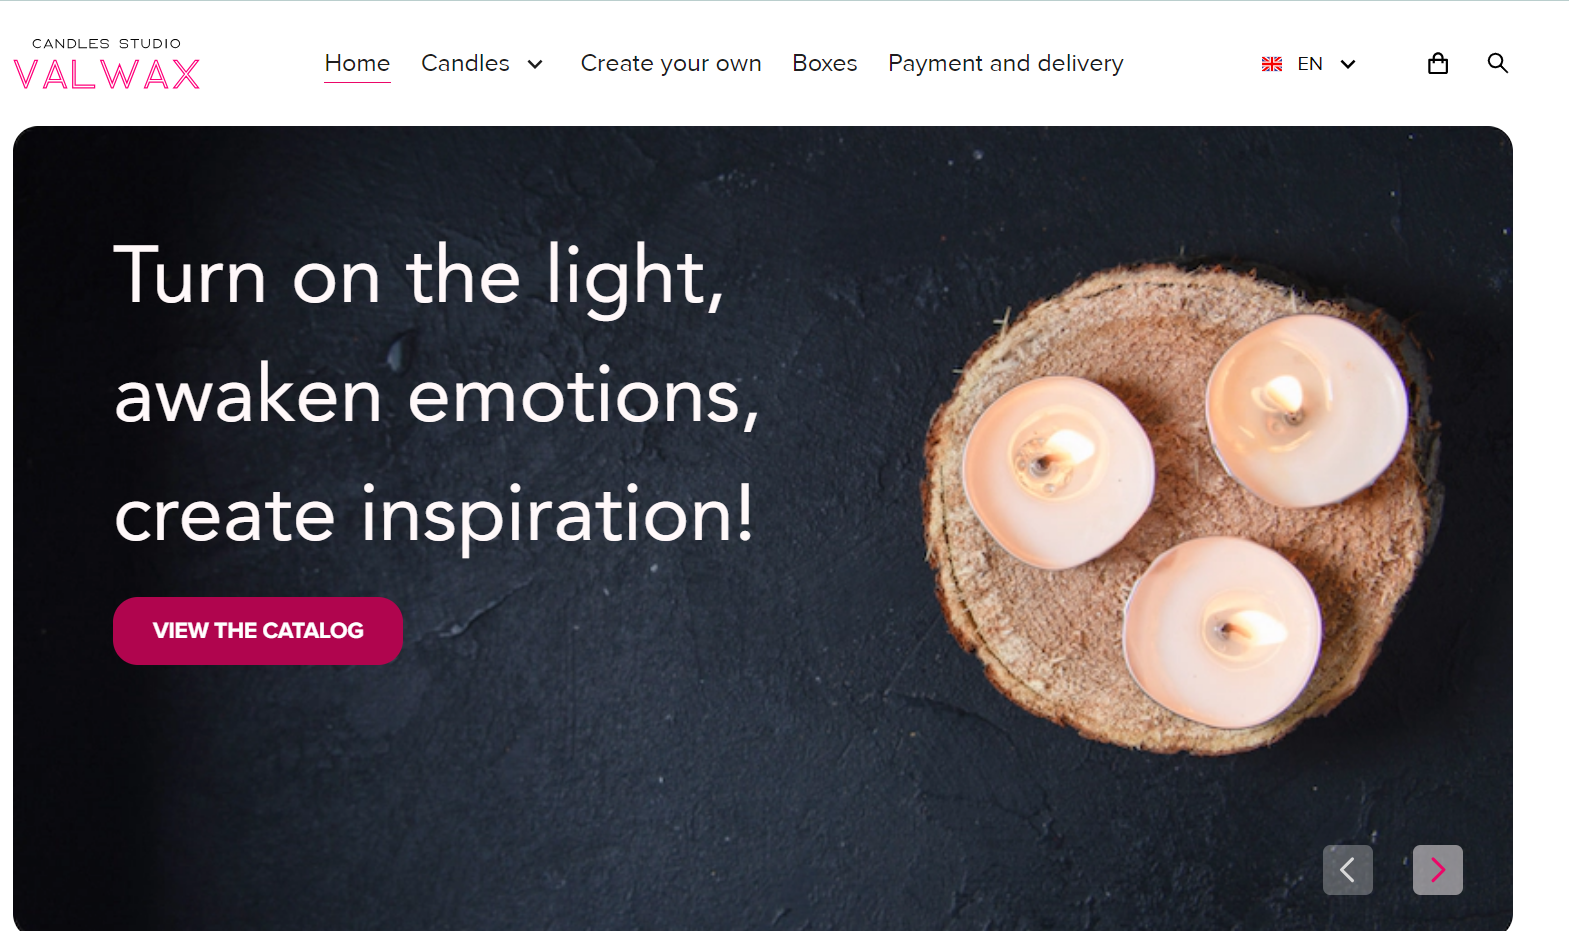 CANDLES STUDIO
VALWAX
Home Candles Create your own Boxes Payment and delivery EN
Turn on the light,
awaken emotions,
create inspiration!
VIEW THE CATALOG